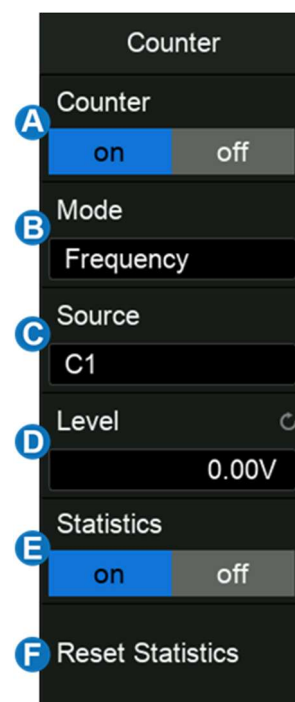 Counter
A
Counter
on off
B
Mode
Frequency
C
Source
C1
D
Level
0.00V
E
Statistics
on off
F
Reset Statistics